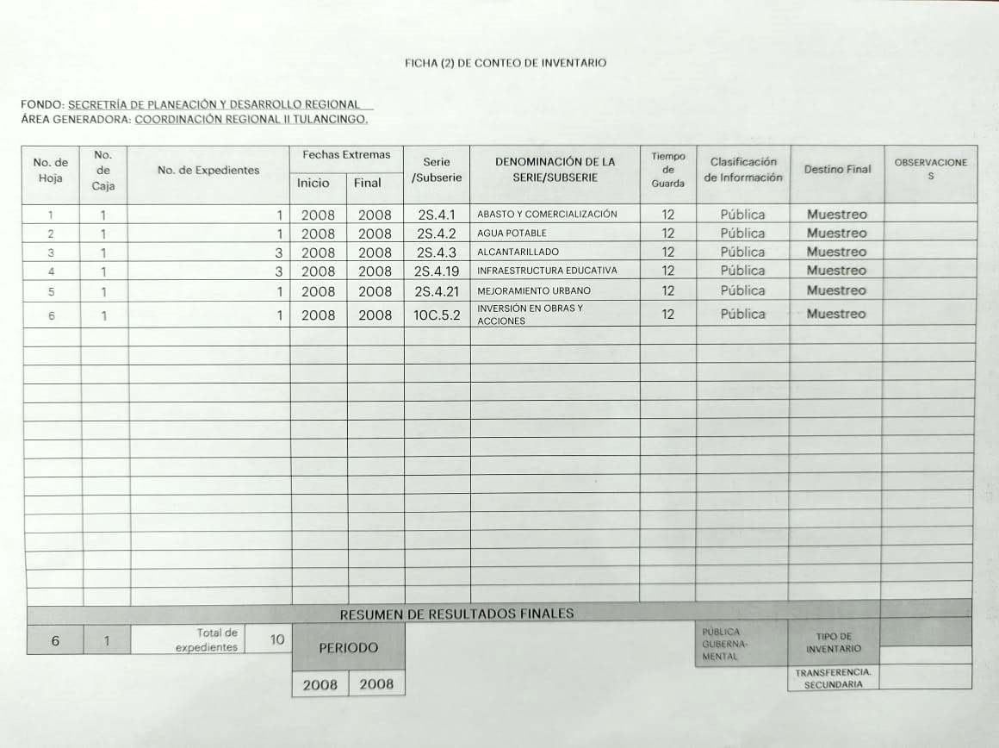 FICHA (2) DE CONTEO DE INVENTARIO
FONDO: SECRETRÍA DE PLANEACIÓN Y DESARROLLO REGIONAL
ÁREA GENERADORA: COORDINACIÓN REGIONAL II TULANCINGO.
No. de Hoja No. de Caja No. de Expedientes Fechas Extremas Inicio Final Serie /Subserie DENOMINACIÓN DE LA SERIE/SUBSERIE Tiempo de Guarda Clasificación de Información Destino Final OBSERVACIONE S
1 1 1 2008 2008 2S.4.1 ABASTO Y COMERCIALIZACIÓN 12 Pública Muestreo
2 1 1 2008 2008 2S.4.2 AGUA POTABLE 12 Pública Muestreo
3 1 3 2008 2008 2S.4.3 ALCANTARILLADO 12 Pública Muestreo
4 1 3 2008 2008 2S.4.19 INFRAESTRUCTURA EDUCATIVA 12 Pública Muestreo
5 1 1 2008 2008 2S.4.21 MEJORAMIENTO URBANO 12 Pública Muestreo
6 1 1 2008 2008 10C.5.2 INVERSIÓN EN OBRAS Y ACCIONES 12 Pública Muestreo
RESUMEN DE RESULTADOS FINALES
6 1 Total de expedientes 10 PERIODO PÚBLICA GUBERNA- MENTAL TIPO DE INVENTARIO
2008 2008 TRANSFERENCIA. SECUNDARIA